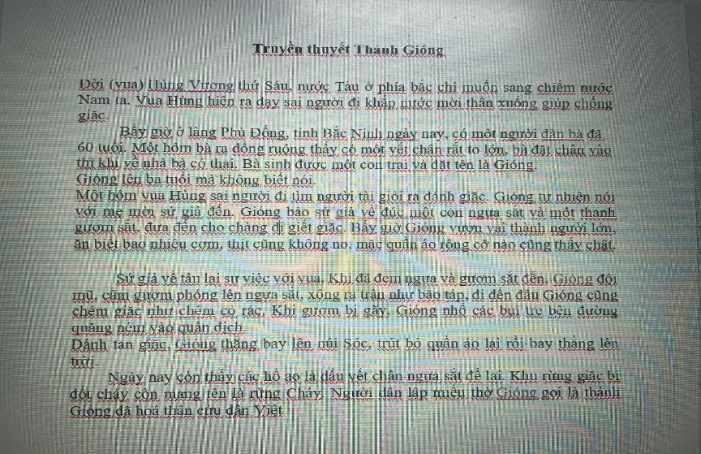 Truyền thuyết Thánh Gióng
Đời (vua) Hùng Vương thứ Sáu, nước Tàu ở phía bắc chỉ muốn sang chiếm nước
Nam ta. Vua Hùng hiện ra dạy sai người đi khắp nước mời thần xuống giúp chống
giặc.
Bấy giờ ở làng Phù Đổng, tỉnh Bắc Ninh ngày nay, có một người đàn bà đã
60 tuổi. Một hôm bà ra đồng ruộng thấy có một vết chân rất to lớn, bà đặt chân vào
thì khi về nhà bà có thai. Bà sinh được một con trai và đặt tên là Gióng.
Gióng lên ba tuổi mà không biết nói.
Một hôm vua Hùng sai người đi tìm người tài giỏi ra đánh giặc. Gióng tự nhiên nói
với mẹ mời sứ giả đến. Gióng bảo sứ giả về đúc một con ngựa sắt và một thanh
gươm sắt, đưa đến cho chàng đi giết giặc. Bấy giờ Gióng vươn vai thành người lớn,
ăn biết bao nhiêu cơm, thịt cũng không no, mặc quần áo rộng cỡ nào cũng thấy chật.
Sứ giả về tâu lại sự việc với vua. Khi đã đem ngựa và gươm sắt đến, Gióng đội
mũ, cầm gươm phóng lên ngựa sắt, xông ra trận như bão táp, đi đến đâu Gióng cũng
chém giặc như chém cỏ rác. Khi gươm bị gãy, Gióng nhổ các bụi tre bên đường
quăng ném vào quân địch.
Đánh tan giặc, Gióng thẳng bay lên núi Sóc, trút bỏ quần áo lại rồi bay thẳng lên
trời.
Ngày nay còn thấy các hồ ao là dấu vết chân ngựa sắt để lại. Khu rừng giặc bị
đốt cháy còn mang tên là rừng Cháy. Người dân lập miếu thờ Gióng gọi là thánh
Gióng đã hoá thân cứu dân Việt